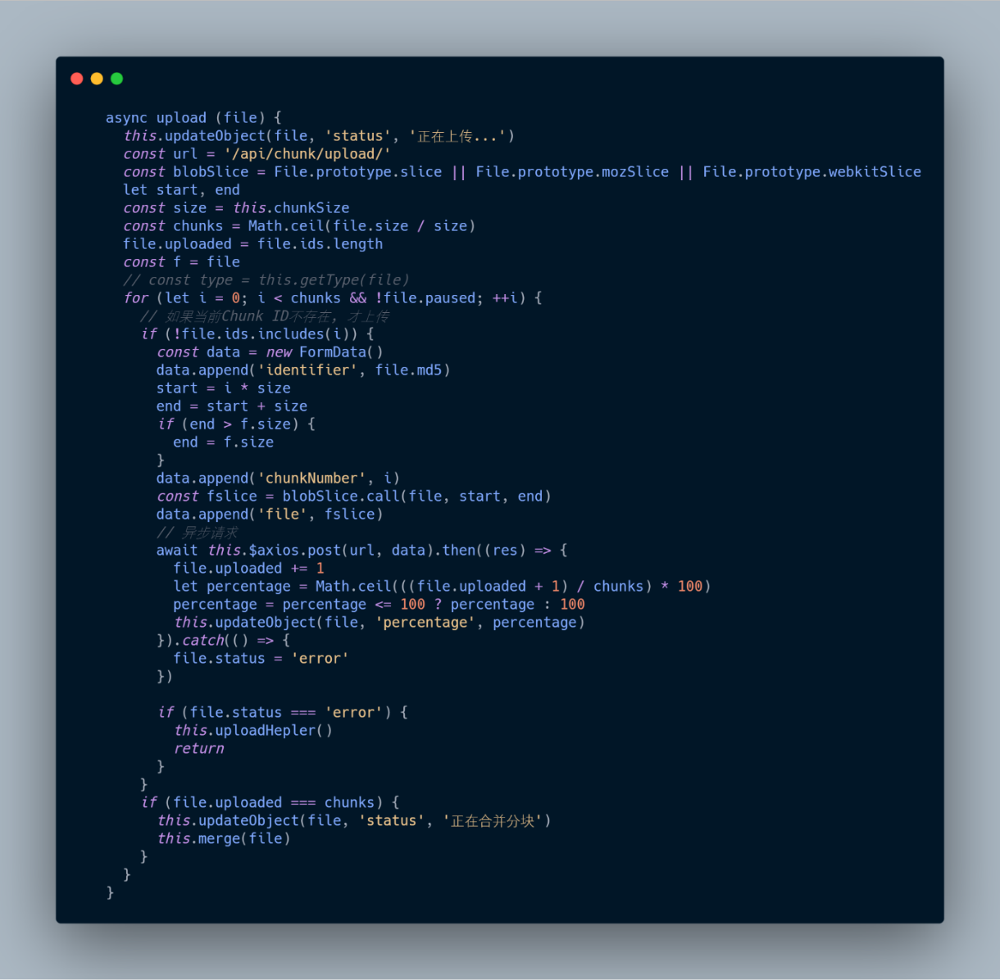 async upload (file) {
this.updateObject(file, 'status', '正在上传...')
const url = '/api/chunk/upload/'
const blobSlice = File.prototype.slice || File.prototype.mozSlice || File.prototype.webkitSlice
let start, end
const size = this.chunkSize
const chunks = Math.ceil(file.size / size)
file.uploaded = file.ids.length
const f = file
// const type = this.getType(file)
for (let i = 0; i < chunks && !file.paused; ++i) {
// 如果当前Chunk ID不存在, 才上传
if (!file.ids.includes(i)) {
const data = new FormData()
data.append('identifier', file.md5)
start = i * size
end = start + size
if (end > f.size) {
end = f.size
}
data.append('chunkNumber', i)
const fslice = blobSlice.call(file, start, end)
data.append('file', fslice)
// 异步请求
await this.$axios.post(url, data).then((res) => {
file.uploaded += 1
let percentage = Math.ceil(((file.uploaded + 1) / chunks) * 100)
percentage = percentage <= 100 ? percentage : 100
this.updateObject(file, 'percentage', percentage)
}).catch(() => {
file.status = 'error'
})
if (file.status === 'error') {
this.uploadHepler()
return
}
}
if (file.uploaded === chunks) {
this.updateObject(file, 'status', '正在合并分块')
this.merge(file)
}
}
}